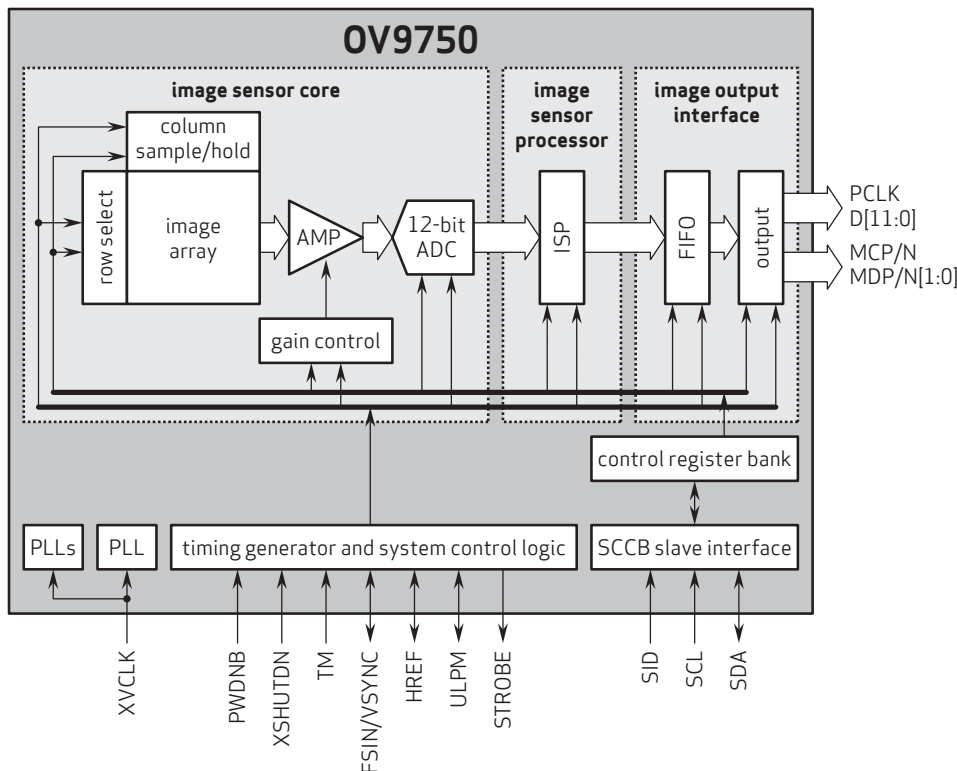 OV9750
image sensor core
image
sensor
processor
image output
interface
column
sample/hold
row select
image
array
AMP
12-bit
ADC
ISP
FIFO
output
PCLK
D[11:0]
MCP/N
MDP/N[1:0]
gain control
control register bank
PLLs
PLL
timing generator and system control logic
SCCB slave interface
XVCLK
PWDNB
XSHUTDN
TM
FSIN/VSYNC
HREF
ULPM
STROBE
SID
SCL
SDA